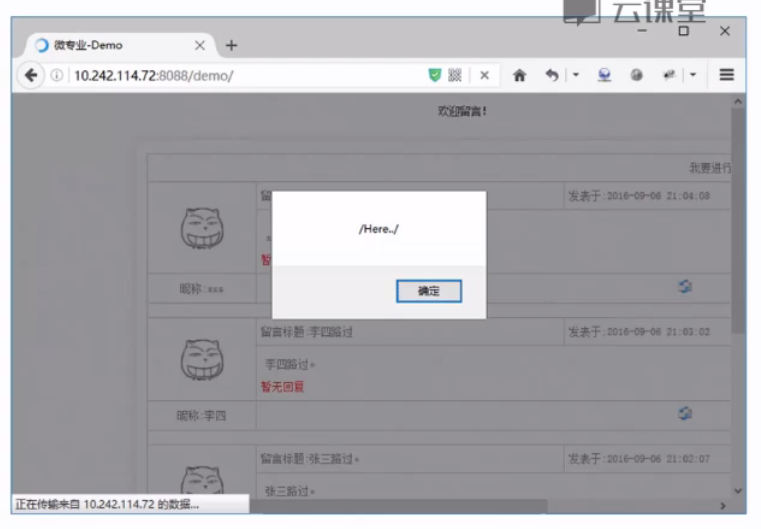 云课堂
微专业-Demo
10.242.114.72:8088/demo/
欢迎留言!
我要进行
留
发表于:2016-09-06 21:04:08
/Here../
暂
确定
昵称:
留言标题:李四路过
发表于:2016-09-06 21:03:02
李四路过。
暂无回复
昵称:李四
留言标题:张三路过。
发表于:2016-09-06 21:02:07
张三路过。
正在传输来自 10.242.114.72 的数据...